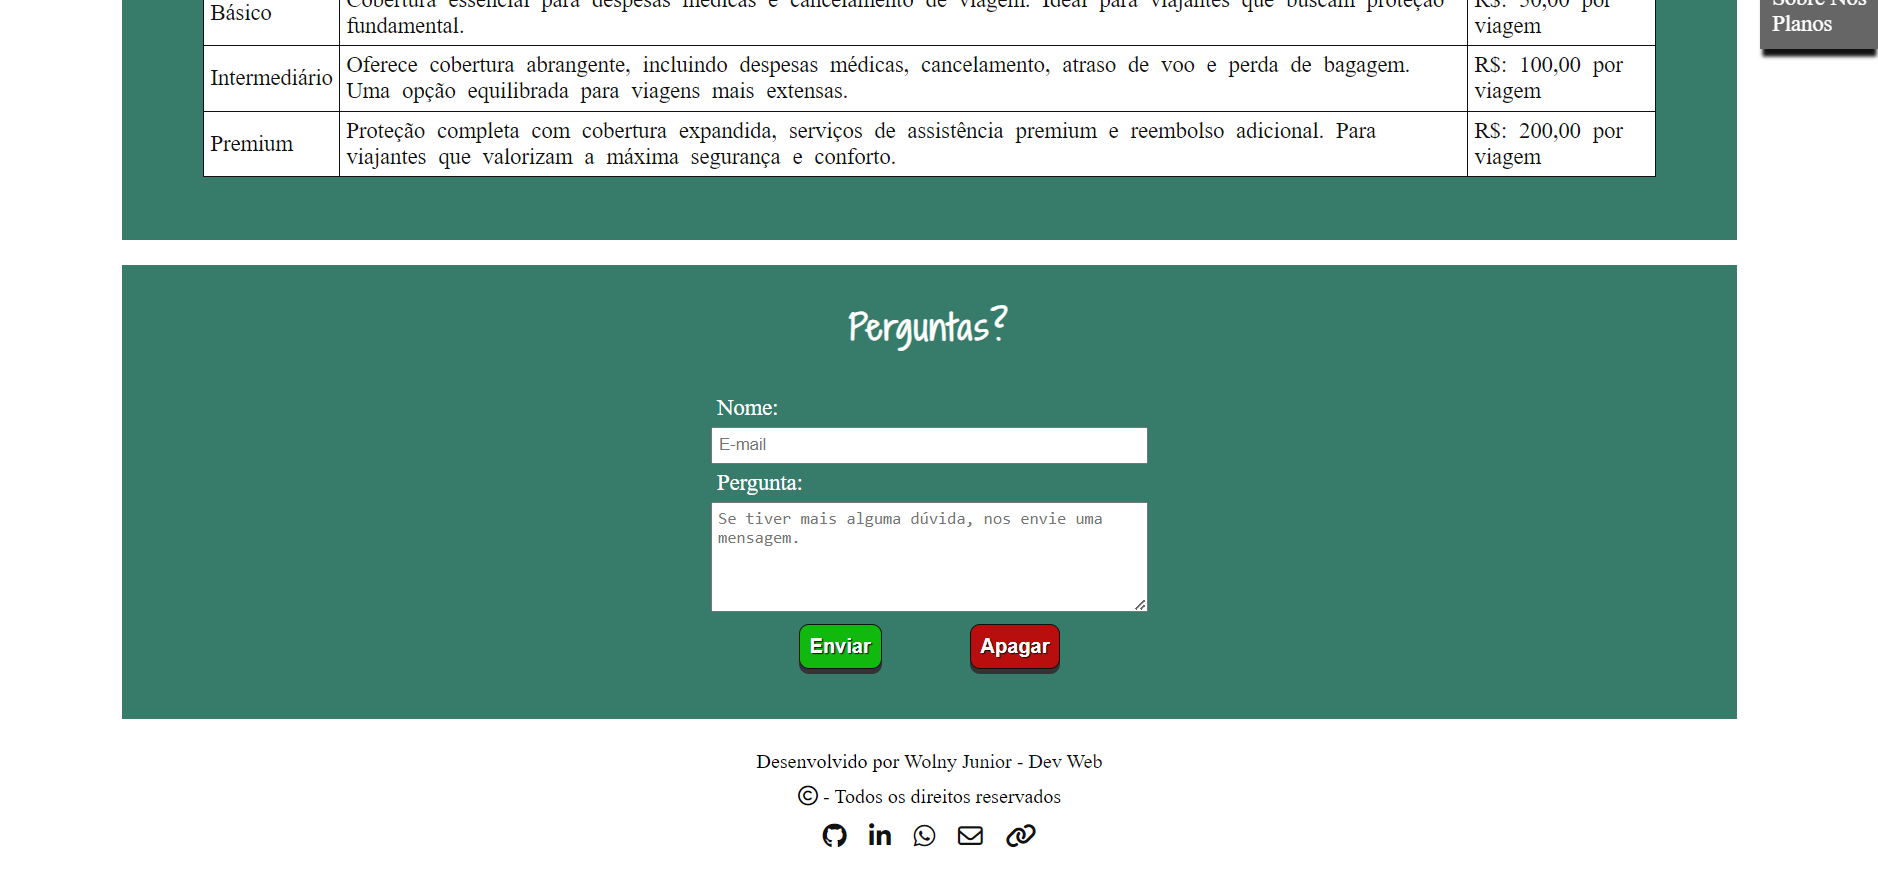 Básico
Cobertura essencial para despesas médicas e cancelamento de viagem. Ideal para viajantes que buscam proteção
fundamental.
R$: 50,00 por
viagem
Sobre Nós
Planos
Intermediário
Oferece cobertura abrangente, incluindo despesas médicas, cancelamento, atraso de voo e perda de bagagem.
Uma opção equilibrada para viagens mais extensas.
R$: 100,00 por
viagem
Premium
Proteção completa com cobertura expandida, serviços de assistência premium e reembolso adicional. Para
viajantes que valorizam a máxima segurança e conforto.
R$: 200,00 por
viagem
Perguntas?
Nome:
E-mail
Pergunta:
Se tiver mais alguma dúvida, nos envie uma
mensagem.
Enviar
Apagar
Desenvolvido por Wolny Junior - Dev Web
© - Todos os direitos reservados